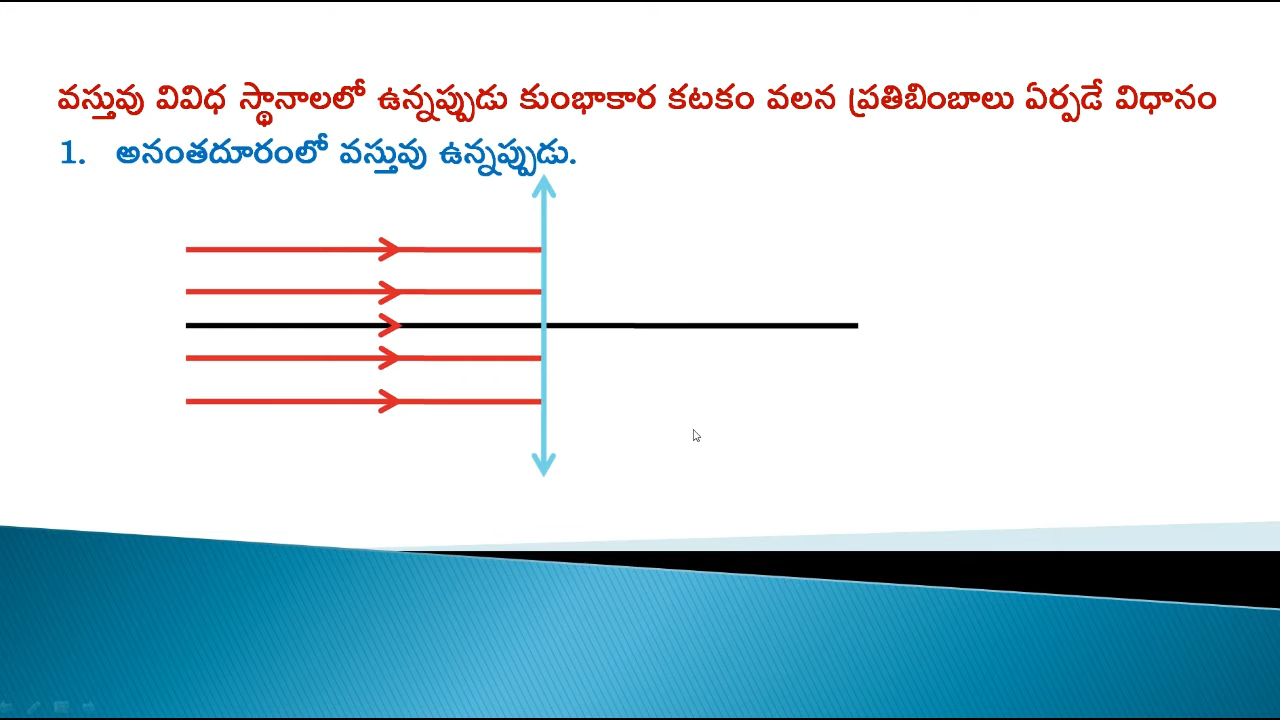 వస్తువు వివిధ స్థానాలలో ఉన్నప్పుడు కుంభాకార కటకం వలన ప్రతిబింబాలు ఏర్పడే విధానం
1. అనంతదూరంలో వస్తువు ఉన్నప్పుడు.